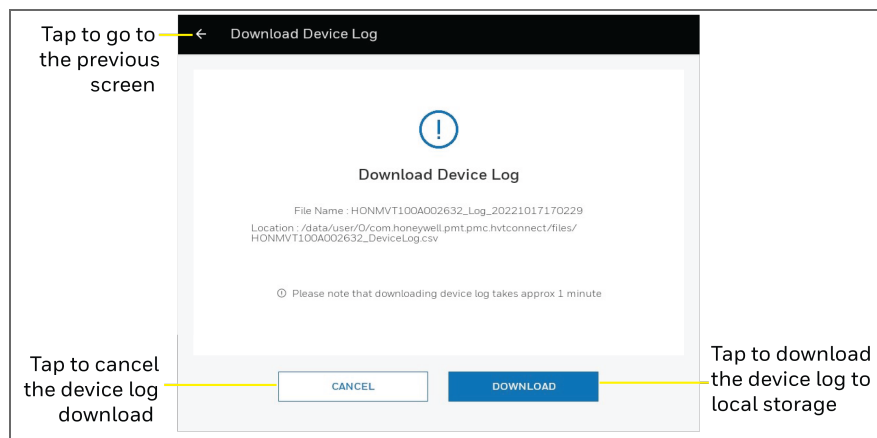 Tap to go to
the previous
screen
← Download Device Log
Download Device Log
File Name : HONMVT100A002632_Log_20221017170229
Location : /data/user/0/com.honeywell.pmt.pmc.hvtconnect/files/
HONMVT100A002632_DeviceLog.csv
Please note that downloading device log takes approx 1 minute
Tap to cancel
the device log
download
CANCEL
DOWNLOAD
Tap to download
the device log to
local storage